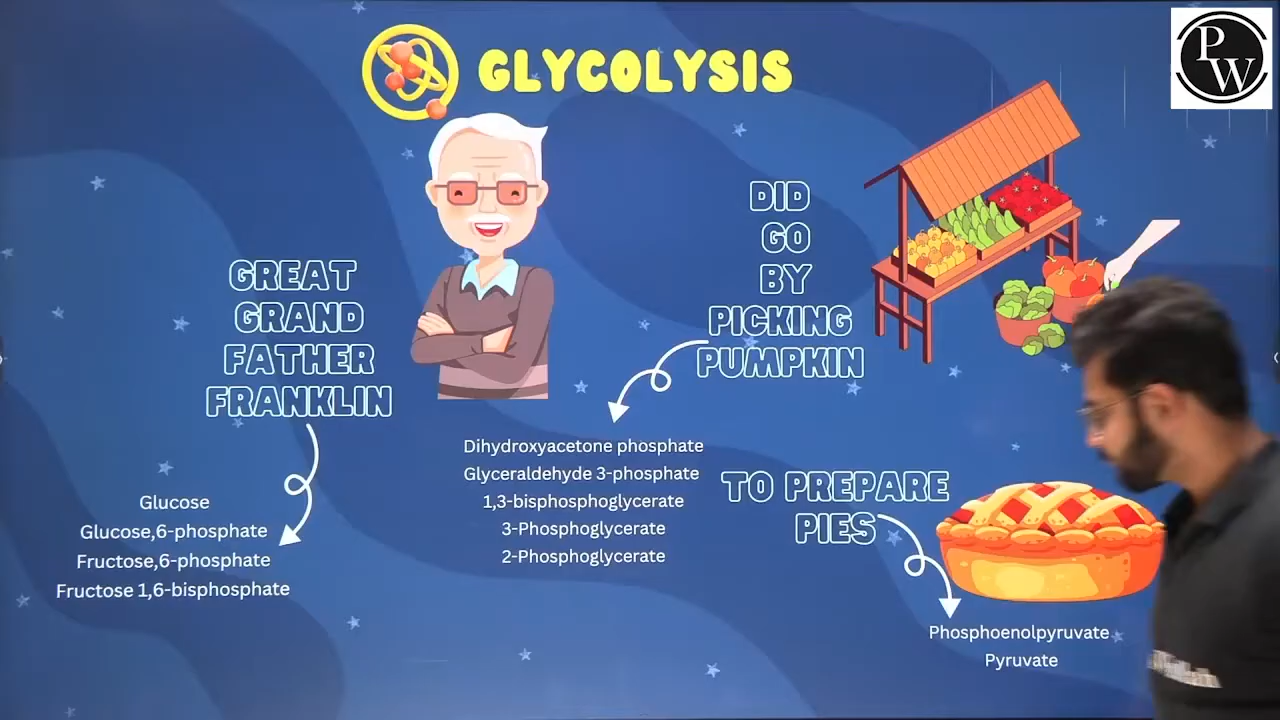 GLYCOLYSIS
PW
GREAT
GRAND
FATHER
FRANKLIN
Glucose
Glucose,6-phosphate
Fructose,6-phosphate
Fructose 1,6-bisphosphate
DID
GO
BY
PICKING
PUMPKIN
Dihydroxyacetone phosphate
Glyceraldehyde 3-phosphate
1,3-bisphosphoglycerate
3-Phosphoglycerate
2-Phosphoglycerate
TO PREPARE
PIES
Phosphoenolpyruvate
Pyruvate